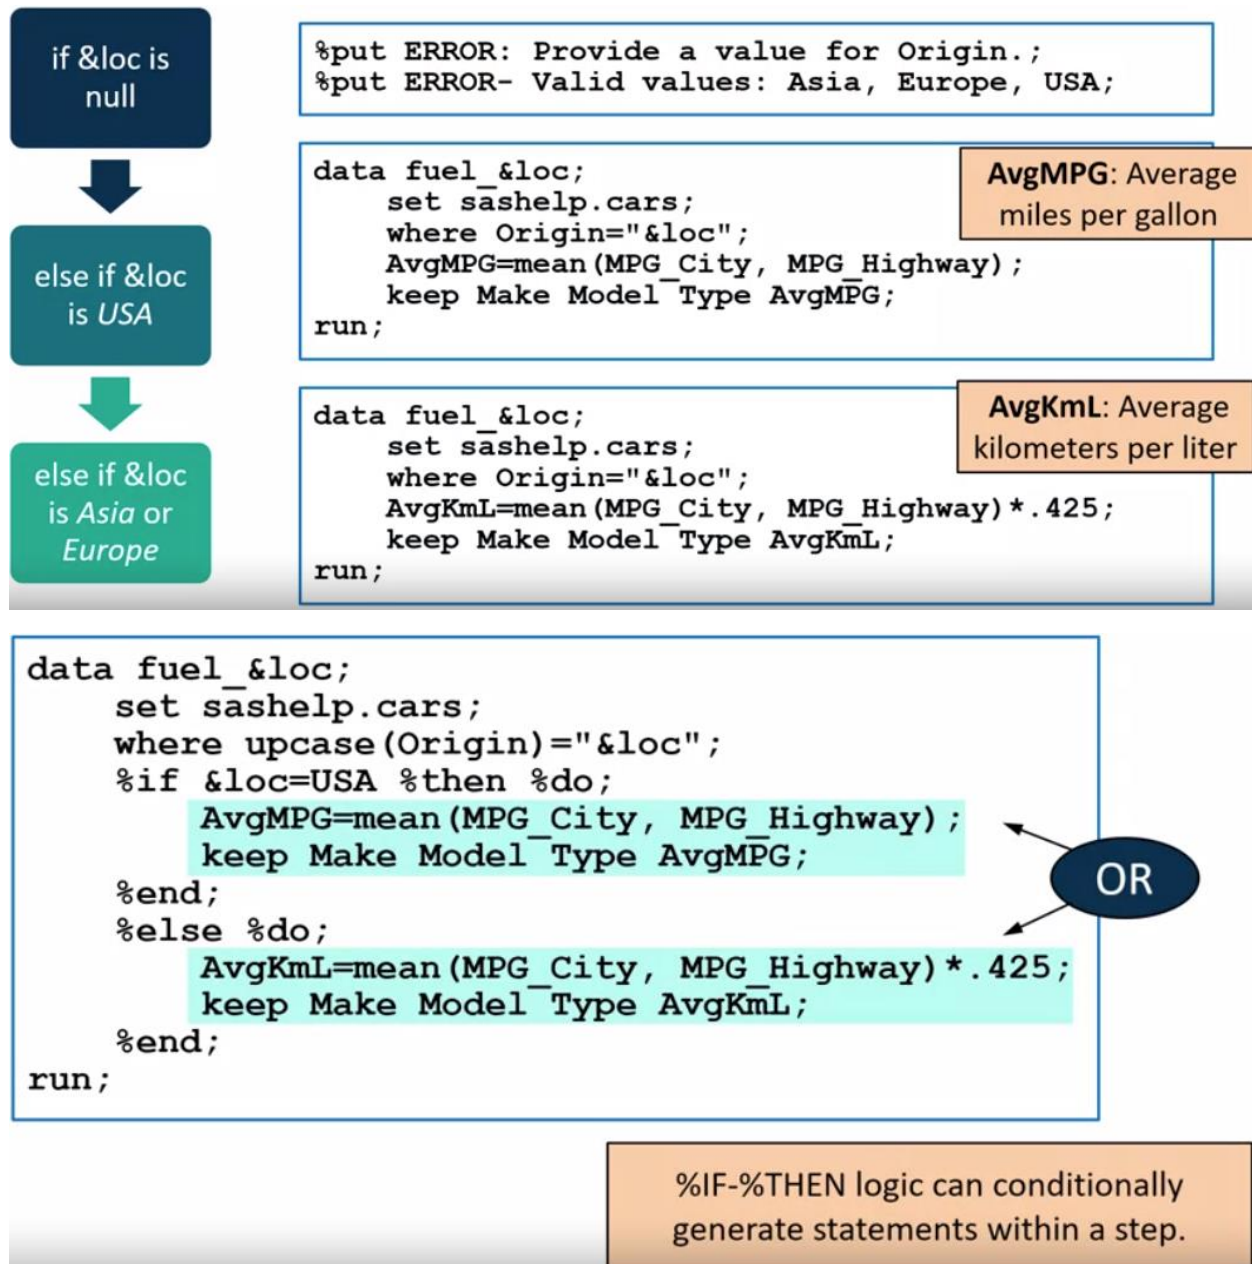 if &loc is
null
%put ERROR: Provide a value for Origin.;
%put ERROR- Valid values: Asia, Europe, USA;
else if &loc
is USA
data fuel_&loc;
set sashelp.cars;
where Origin="&loc";
AvgMPG=mean(MPG_City, MPG_Highway);
keep Make Model Type AvgMPG;
run;
AvgMPG: Average
miles per gallon
else if &loc
is Asia or
Europe
data fuel_&loc;
set sashelp.cars;
where Origin="&loc";
AvgKmL=mean(MPG_City, MPG_Highway)*.425;
keep Make Model Type AvgKmL;
run;
AvgKmL: Average
kilometers per liter
data fuel_&loc;
set sashelp.cars;
where upcase(Origin)="&loc";
%if &loc=USA %then %do;
AvgMPG=mean(MPG_City, MPG_Highway);
keep Make Model Type AvgMPG;
%end;
%else %do;
AvgKmL=mean(MPG_City, MPG_Highway)*.425;
keep Make Model Type AvgKmL;
%end;
run;
OR
%IF-%THEN logic can conditionally
generate statements within a step.